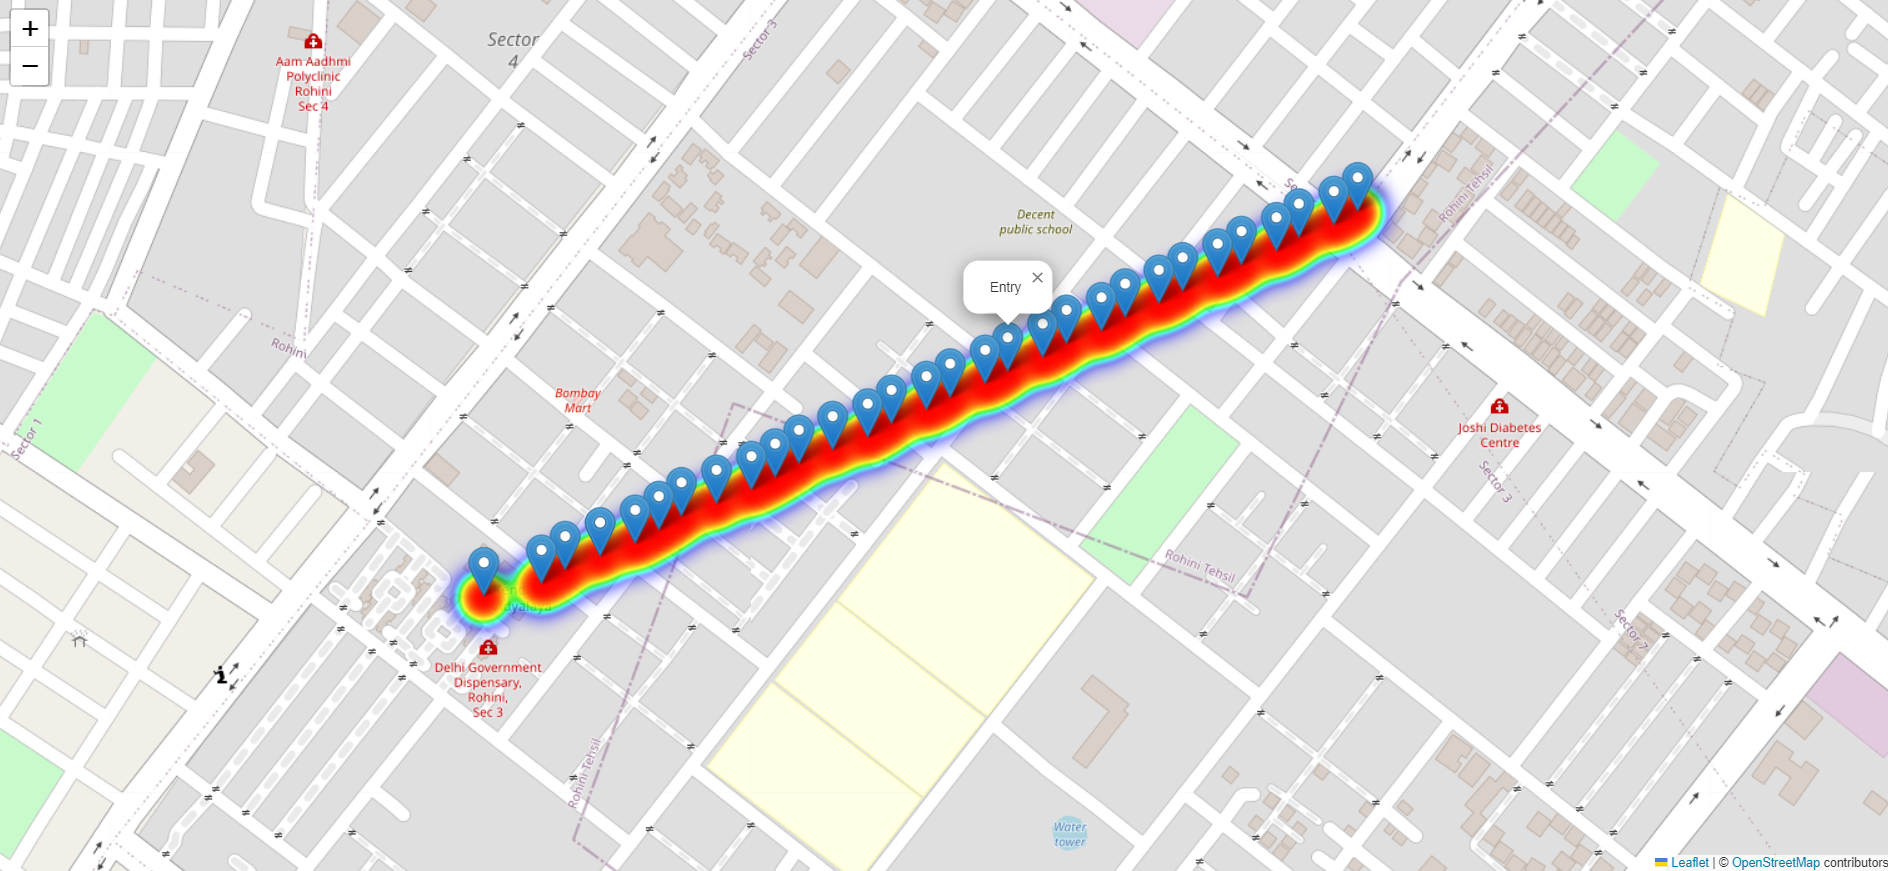 +
−
Aam Aadhmi
Polyclinic
Rohini
Sec 4
Sector
4
Sector 3
Decent
public school
Rohini Tehsil
Entry
×
Rohini
Bombay
Mart
Sector 1
Joshi Diabetes
Centre
Sector 3
Rohini Tehsil
Delhi Government
Dispensary,
Rohini,
Sec 3
Sector 7
Rohini Tehsil
Water
tower
Leaflet | © OpenStreetMap contributors